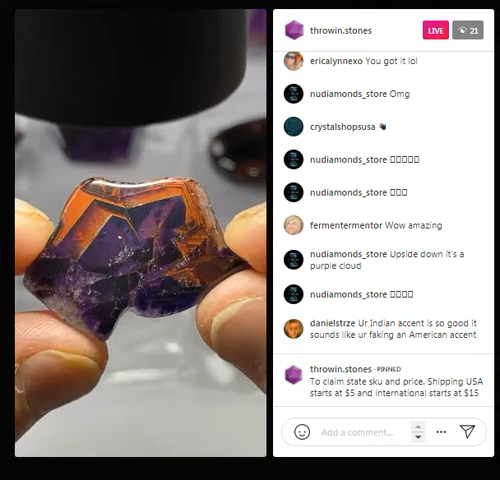 throwin.stones LIVE 21
ericalynnexo You got it lol
nudiamonds_store Omg
crystalshopsusa 👋🏿
nudiamonds_store □□□□□
nudiamonds_store □□□
fermentermentor Wow amazing
nudiamonds_store Upside down it's a
purple cloud
nudiamonds_store □□□□
danielstrze Ur Indian accent is so good it
sounds like ur faking an American accent
throwin.stones · PINNED
To claim state sku and price. Shipping USA
starts at $5 and international starts at $15
Add a comment...